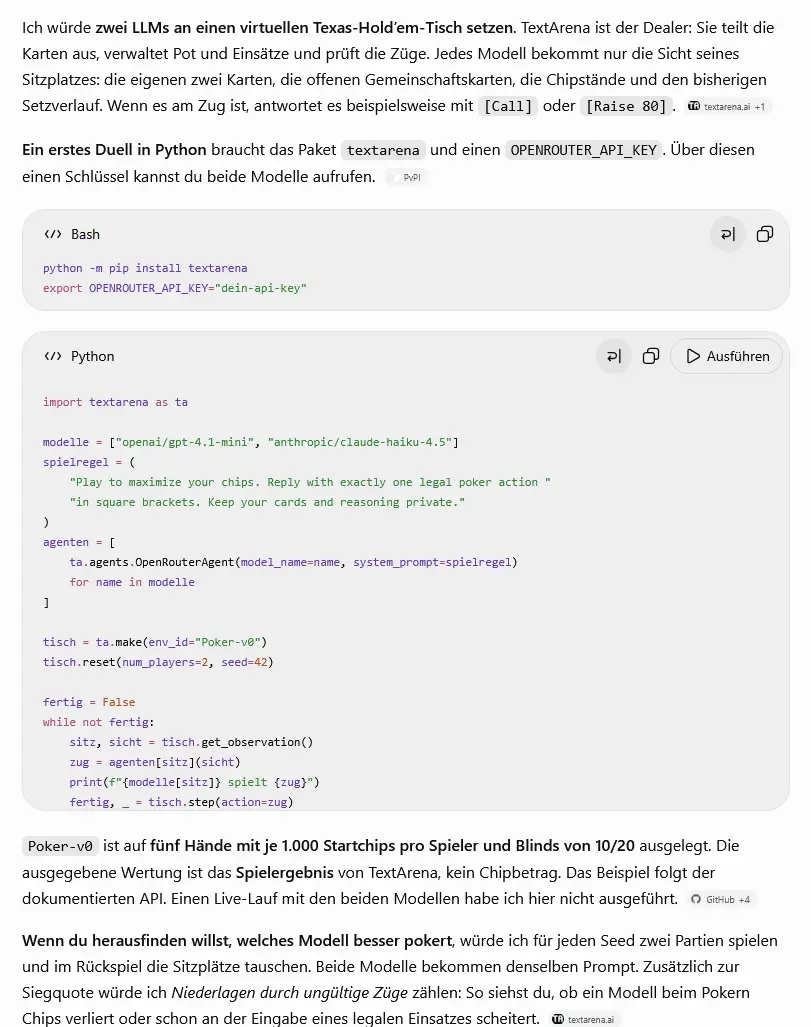 Ich würde zwei LLMs an einen virtuellen Texas-Hold’em-Tisch setzen. TextArena ist der Dealer: Sie teilt die
Karten aus, verwaltet Pot und Einsätze und prüft die Züge. Jedes Modell bekommt nur die Sicht seines
Sitzplatzes: die eigenen zwei Karten, die offenen Gemeinschaftskarten, die Chipstände und den bisherigen
Setzverlauf. Wenn es am Zug ist, antwortet es beispielsweise mit [Call] oder [Raise 80]. textarena.ai +1
Ein erstes Duell in Python braucht das Paket textarena und einen OPENROUTER_API_KEY. Über diesen
einen Schlüssel kannst du beide Modelle aufrufen. PyPI
Bash
python -m pip install textarena
export OPENROUTER_API_KEY="dein-api-key"
Python
Ausführen
import textarena as ta
modelle = ["openai/gpt-4.1-mini", "anthropic/claude-haiku-4.5"]
spielregel = (
    "Play to maximize your chips. Reply with exactly one legal poker action "
    "in square brackets. Keep your cards and reasoning private."
)
agenten = [
    ta.agents.OpenRouterAgent(model_name=name, system_prompt=spielregel)
    for name in modelle
]
tisch = ta.make(env_id="Poker-v0")
tisch.reset(num_players=2, seed=42)
fertig = False
while not fertig:
    sitz, sicht = tisch.get_observation()
    zug = agenten[sitz](sicht)
    print(f"{modelle[sitz]} spielt {zug}")
    fertig, _ = tisch.step(action=zug)
Poker-v0 ist auf fünf Hände mit je 1.000 Startchips pro Spieler und Blinds von 10/20 ausgelegt. Die
ausgegebene Wertung ist das Spielergebnis von TextArena, kein Chipbetrag. Das Beispiel folgt der
dokumentierten API. Einen Live-Lauf mit den beiden Modellen habe ich hier nicht ausgeführt. GitHub +4
Wenn du herausfinden willst, welches Modell besser pokert, würde ich für jeden Seed zwei Partien spielen
und im Rückspiel die Sitzplätze tauschen. Beide Modelle bekommen denselben Prompt. Zusätzlich zur
Siegquote würde ich Niederlagen durch ungültige Züge zählen: So siehst du, ob ein Modell beim Pokern
Chips verliert oder schon an der Eingabe eines legalen Einsatzes scheitert. textarena.ai